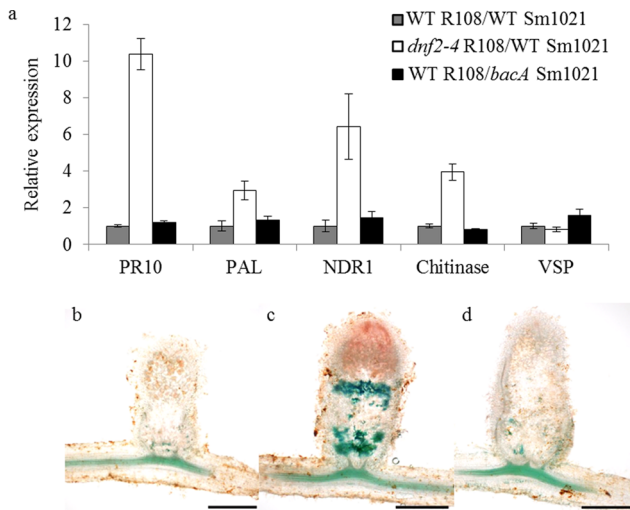 a
WT R108/WT Sm1021
dnf2-4 R108/WT Sm1021
WT R108/bacA Sm1021
Relative expression
12
10
8
6
4
2
0
PR10 PAL NDR1 Chitinase VSP
b c d